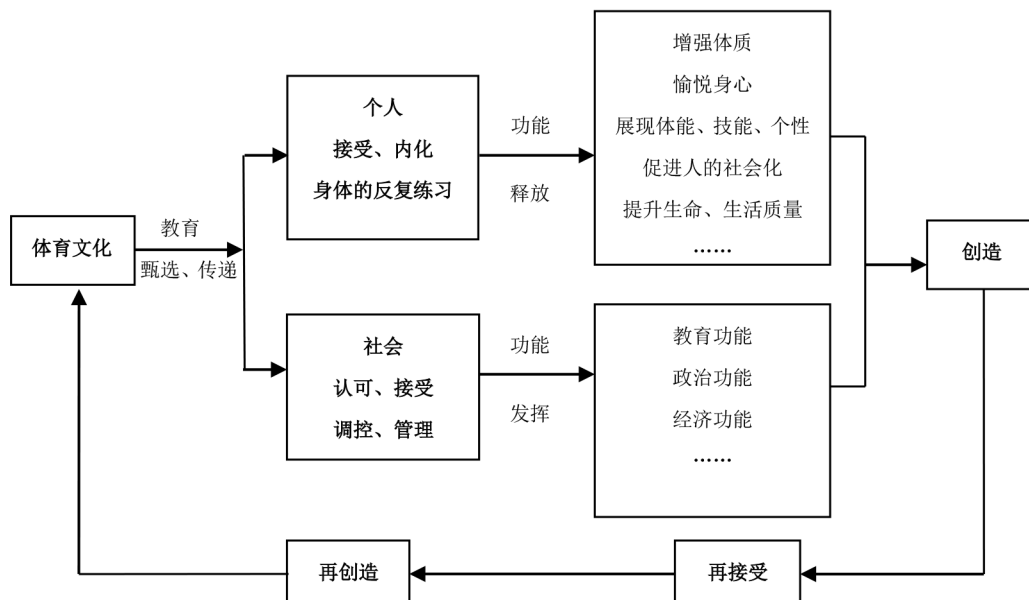 体育文化
教育
甄选、传递
个人
接受、内化
身体的反复练习
功能
释放
增强体质
愉悦身心
展现体能、技能、个性
促进人的社会化
提升生命、生活质量
……
社会
认可、接受
调控、管理
功能
发挥
教育功能
政治功能
经济功能
……
创造
再接受
再创造